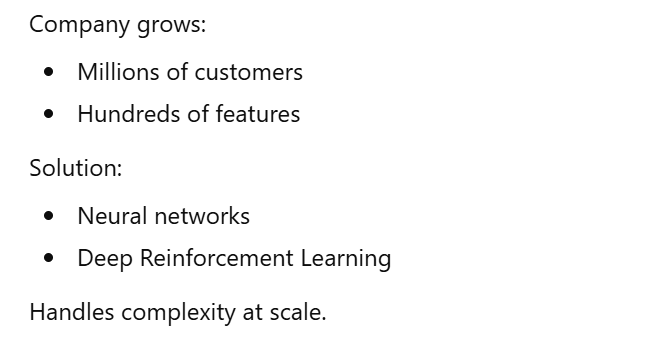 Company grows:
• Millions of customers
• Hundreds of features
Solution:
• Neural networks
• Deep Reinforcement Learning
Handles complexity at scale.